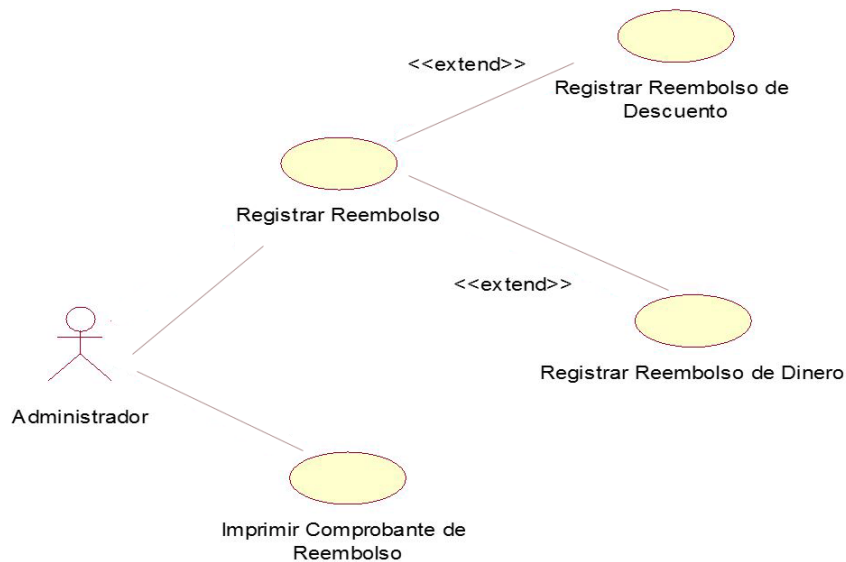 <<extend>>
Registrar Reembolso de
Descuento
Registrar Reembolso
<<extend>>
Registrar Reembolso de Dinero
Administrador
Imprimir Comprobante de
Reembolso